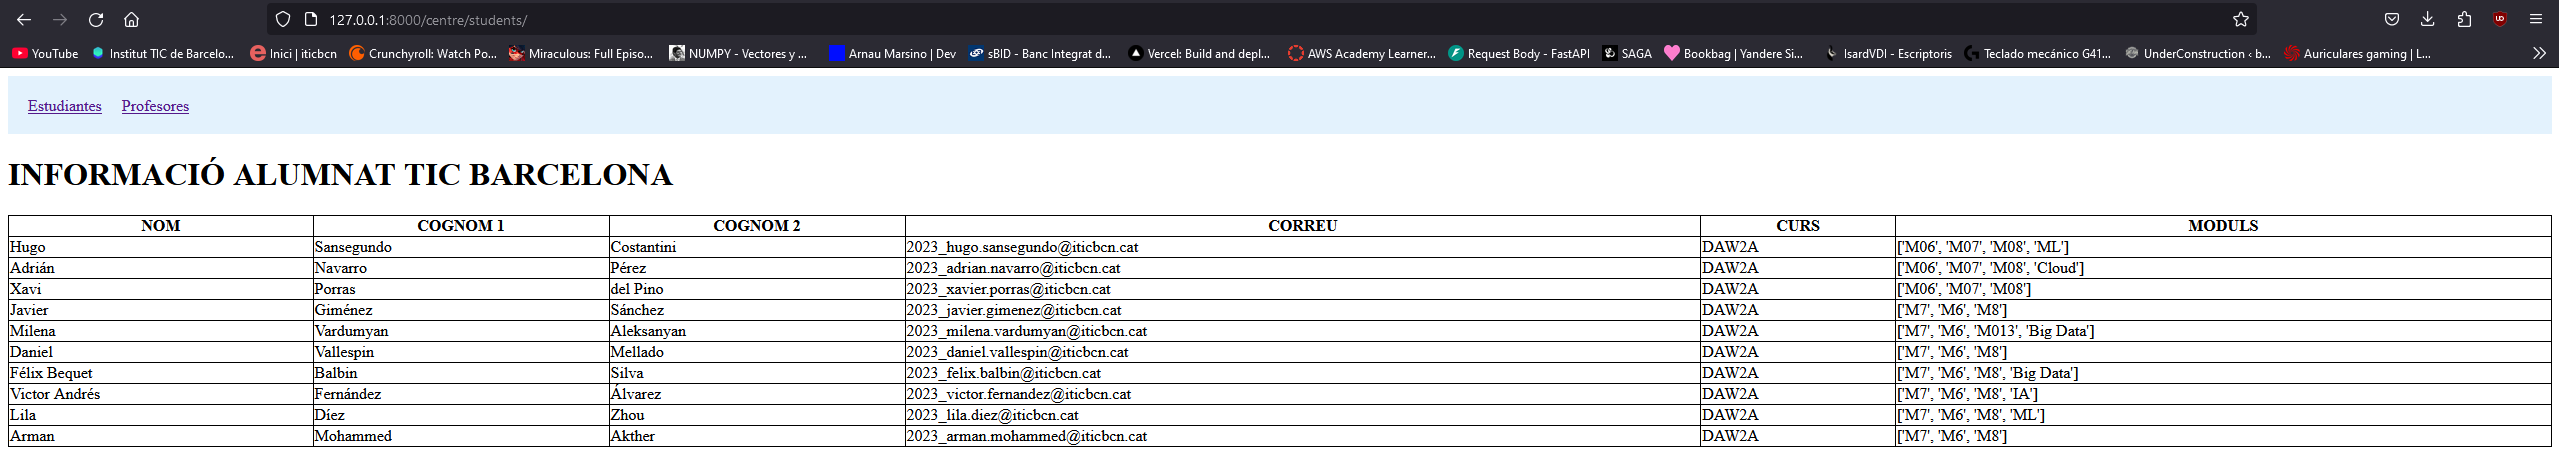 127.0.0.1:8000/centre/students/
YouTube Institut TIC de Barcelo... Inici | iticbcn Crunchyroll: Watch Po... Miraculous: Full Episo... NUMPY - Vectores y ... Arnau Marsino | Dev sBID - Banc Integrat d... Vercel: Build and depl... AWS Academy Learner... Request Body - FastAPI SAGA Bookbag | Yandere Si... IsardVDI - Escriptoris Teclado mecánico G41... UnderConstruction ‹ b... Auriculares gaming | L...
Estudiantes Profesores
INFORMACIÓ ALUMNAT TIC BARCELONA
NOM COGNOM 1 COGNOM 2 CORREU CURS MODULS
Hugo Sansegundo Costantini 2023_hugo.sansegundo@iticbcn.cat DAW2A ['M06', 'M07', 'M08', 'ML']
Adrián Navarro Pérez 2023_adrian.navarro@iticbcn.cat DAW2A ['M06', 'M07', 'M08', 'Cloud']
Xavi Porras del Pino 2023_xavier.porras@iticbcn.cat DAW2A ['M06', 'M07', 'M08']
Javier Giménez Sánchez 2023_javier.gimenez@iticbcn.cat DAW2A ['M7', 'M6', 'M8']
Milena Vardumyan Aleksanyan 2023_milena.vardumyan@iticbcn.cat DAW2A ['M7', 'M6', 'M013', 'Big Data']
Daniel Vallespin Mellado 2023_daniel.vallespin@iticbcn.cat DAW2A ['M7', 'M6', 'M8']
Félix Bequet Balbin Silva 2023_felix.balbin@iticbcn.cat DAW2A ['M7', 'M6', 'M8', 'Big Data']
Victor Andrés Fernández Álvarez 2023_victor.fernandez@iticbcn.cat DAW2A ['M7', 'M6', 'M8', 'IA']
Lila Díez Zhou 2023_lila.diez@iticbcn.cat DAW2A ['M7', 'M6', 'M8', 'ML']
Arman Mohammed Akther 2023_arman.mohammed@iticbcn.cat DAW2A ['M7', 'M6', 'M8']